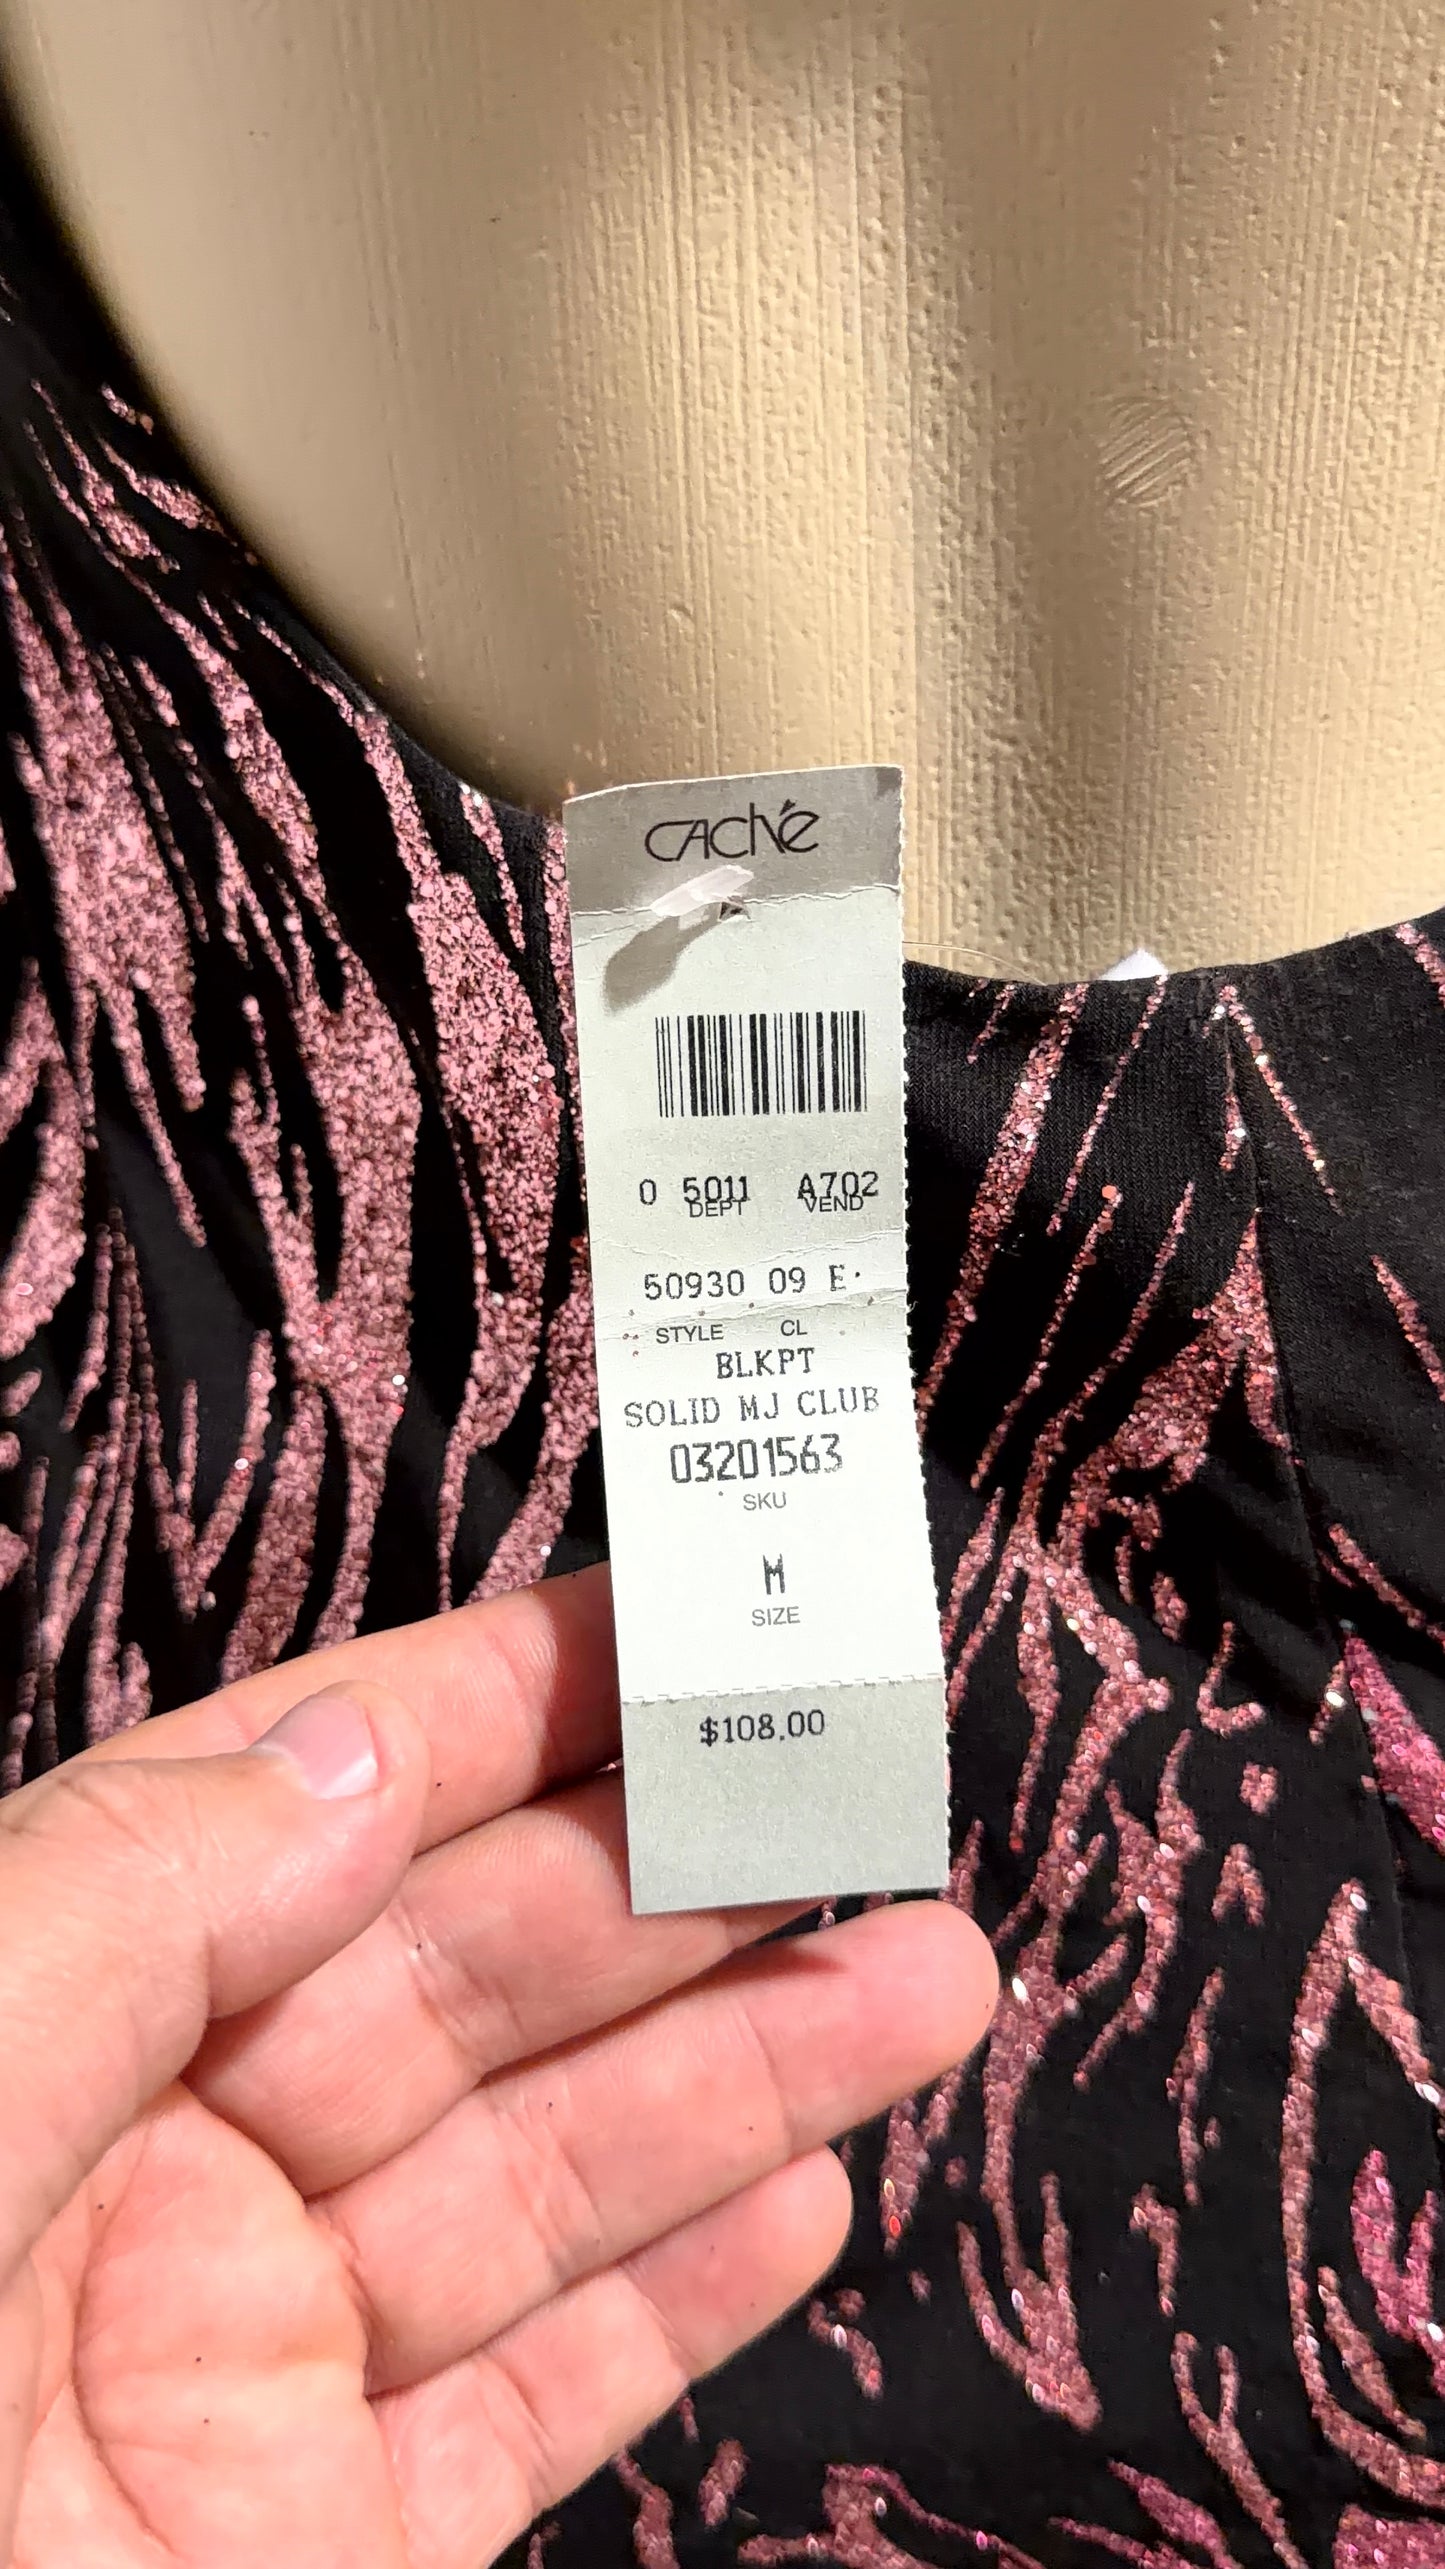 Caché
0 5011 A702
DEPT VEND
50930 09 E
STYLE CL
BLKPT
SOLID MJ CLUB
03201563
SKU
M
SIZE
$108.00